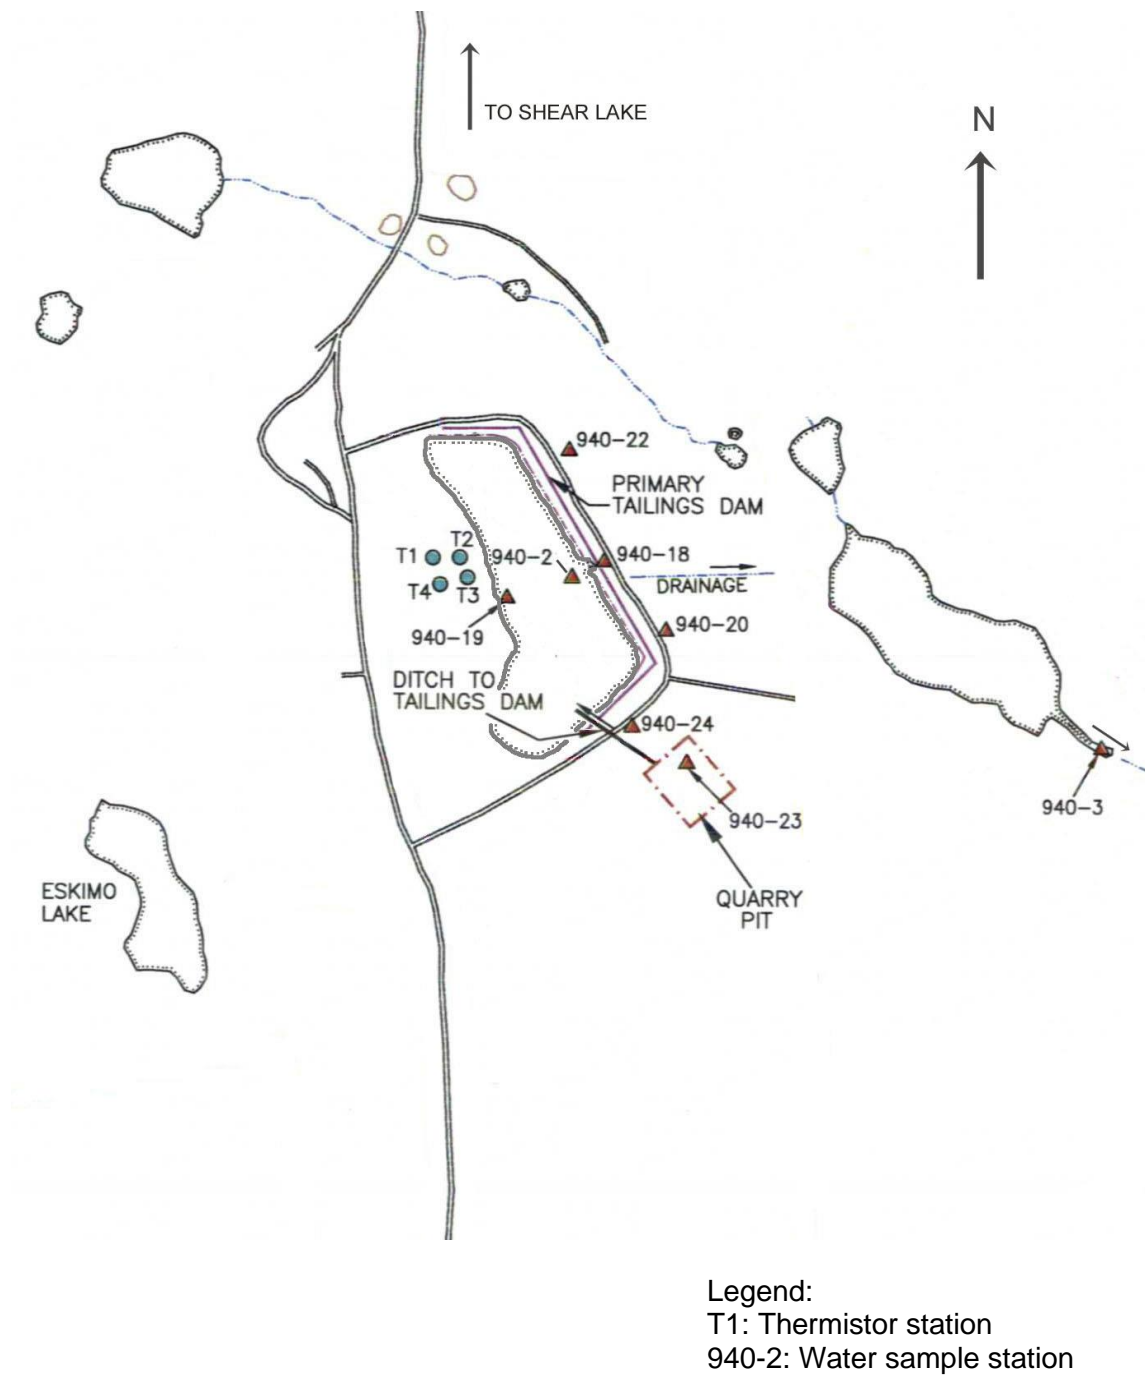 TO SHEAR LAKE
N
940-22
PRIMARY
TAILINGS DAM
T1
T2
940-2
940-18
T4
T3
DRAINAGE
940-19
940-20
DITCH TO
TAILINGS DAM
940-24
940-3
940-23
ESKIMO
LAKE
QUARRY
PIT
Legend:
T1: Thermistor station
940-2: Water sample station